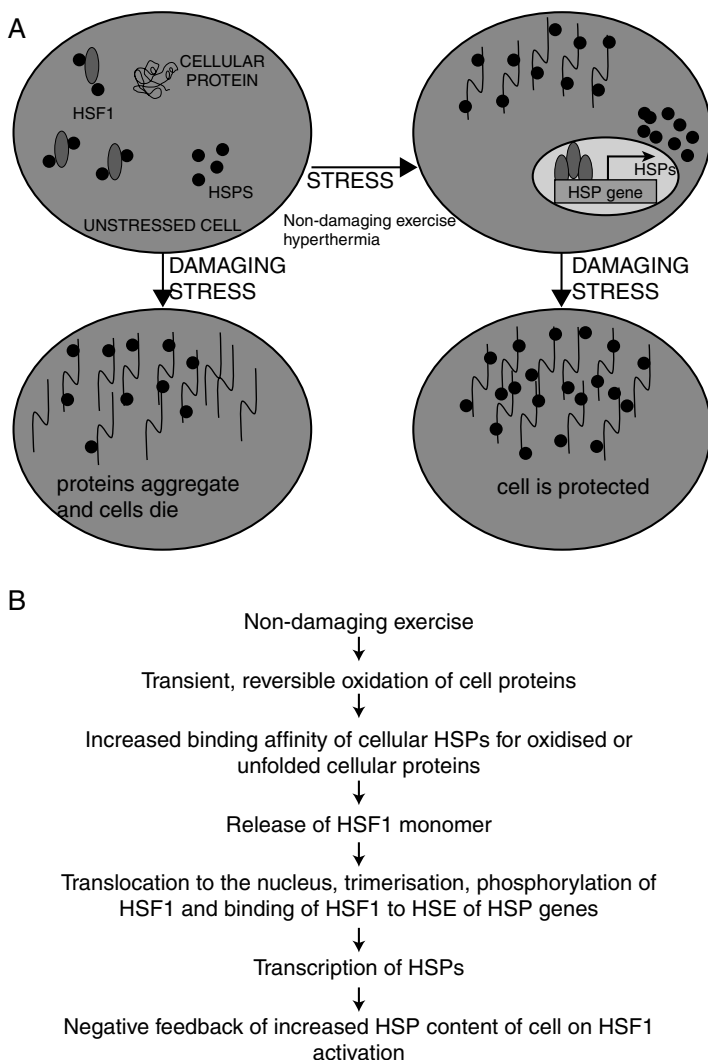 A
CELLULAR
PROTEIN
HSF1
HSPS
UNSTRESSED CELL
STRESS
Non-damaging exercise
hyperthermia
HSPs
HSP gene
DAMAGING
STRESS
DAMAGING
STRESS
proteins aggregate
and cells die
cell is protected
B
Non-damaging exercise
Transient, reversible oxidation of cell proteins
Increased binding affinity of cellular HSPs for oxidised or
unfolded cellular proteins
Release of HSF1 monomer
Translocation to the nucleus, trimerisation, phosphorylation of
HSF1 and binding of HSF1 to HSE of HSP genes
Transcription of HSPs
Negative feedback of increased HSP content of cell on HSF1
activation